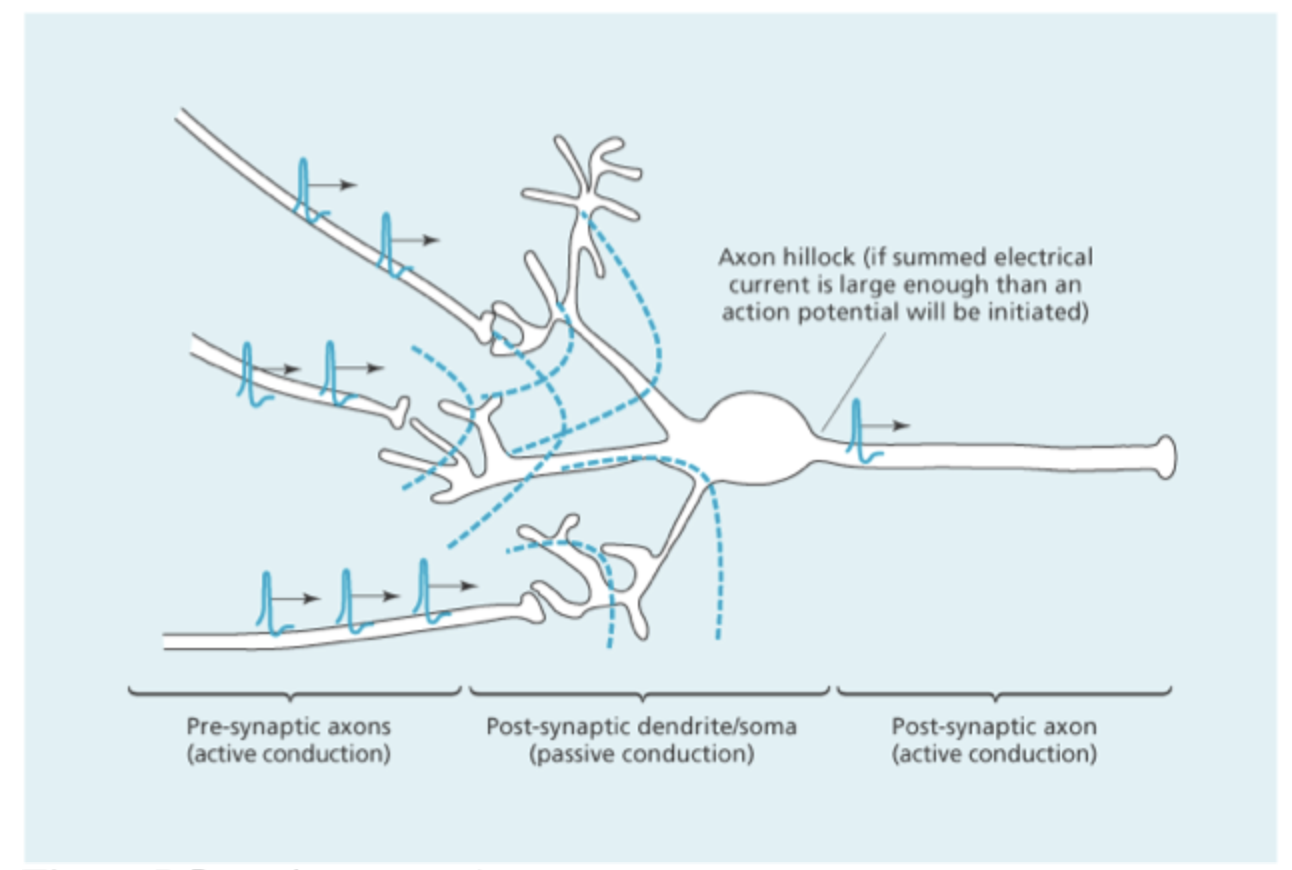 Axon hillock (if summed electrical
current is large enough than an
action potential will be initiated)
Pre-synaptic axons
(active conduction)
Post-synaptic dendrite/soma
(passive conduction)
Post-synaptic axon
(active conduction)